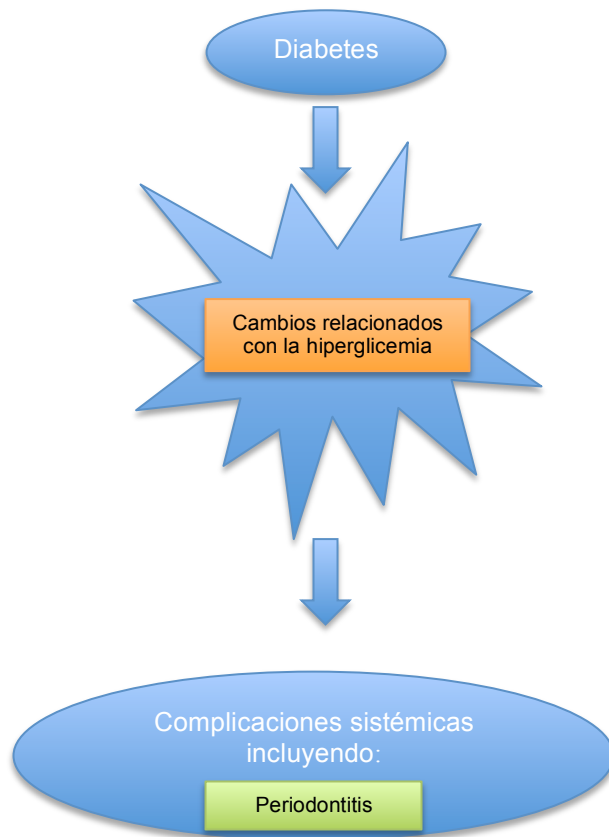 Diabetes
Cambios relacionados
con la hiperglicemia
Complicaciones sistémicas
incluyendo:
Periodontitis